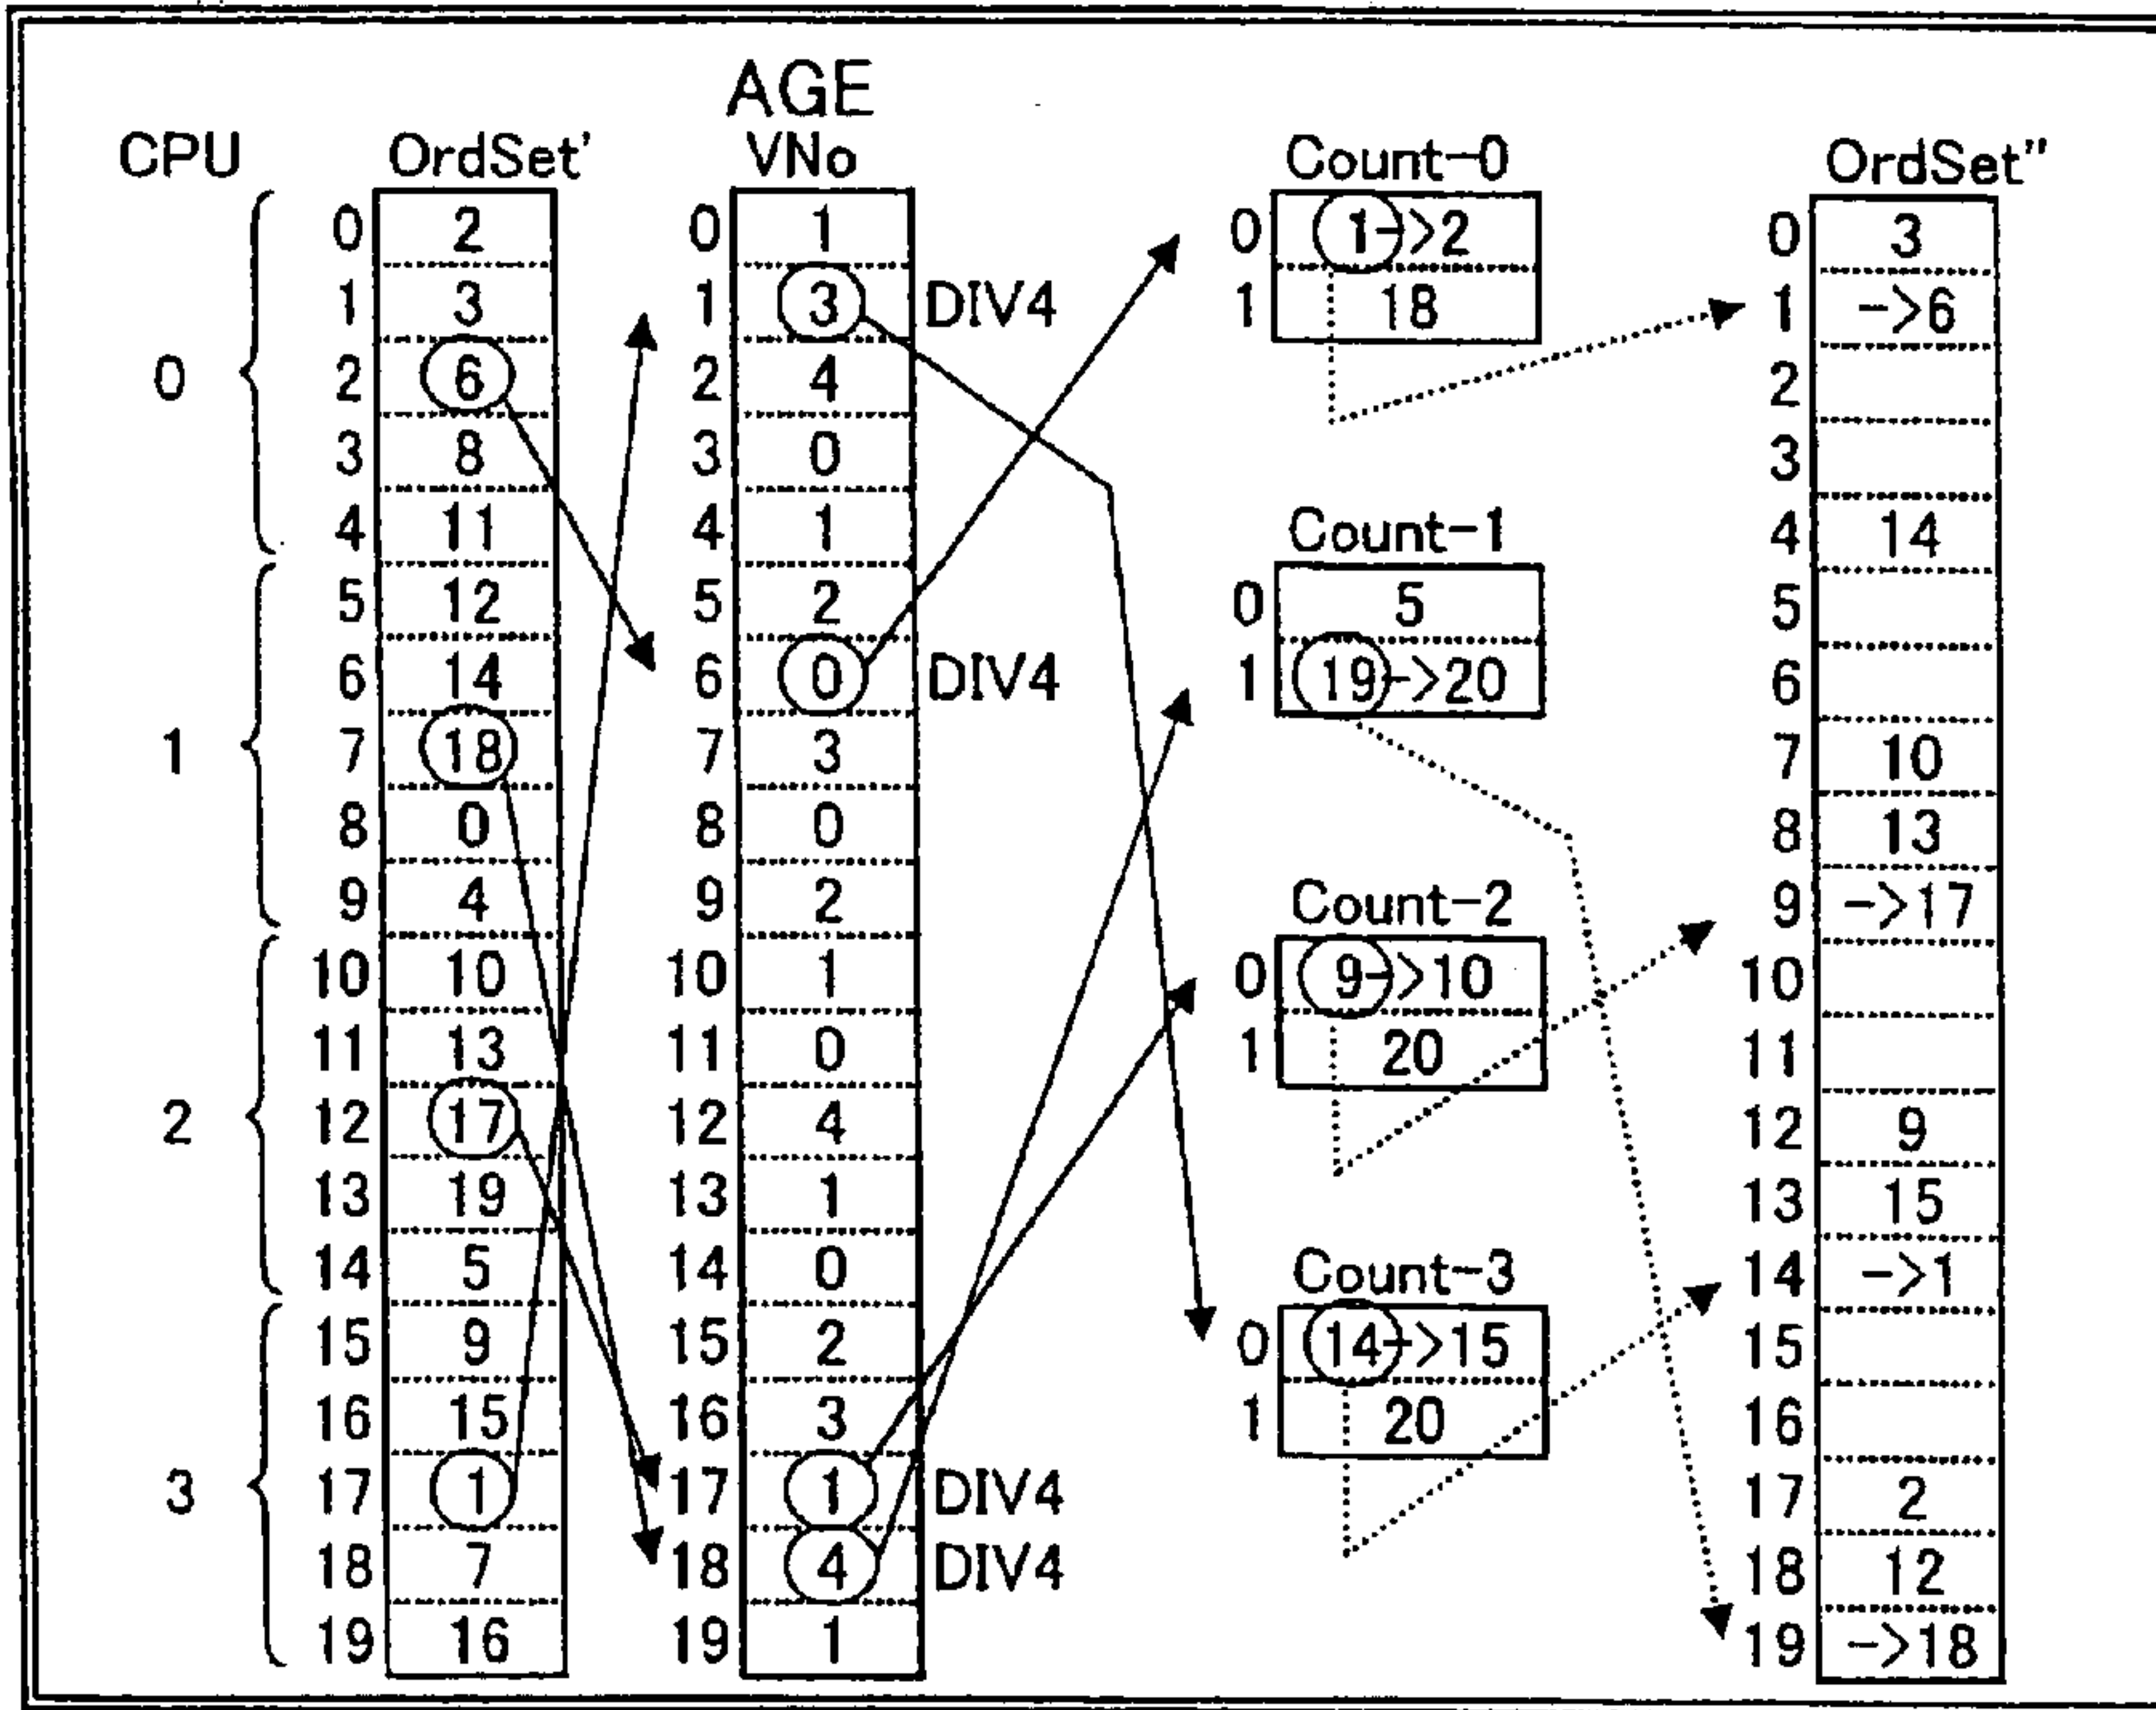 AGE
CPU OrdSet' VNo Count-0 OrdSet"
0 2 0 1 0 1->2 0 3
1 3 1 3 DIV4 1 18 1 ->6
0 2 6 2 4 2
3 8 3 0 3
4 11 4 1 Count-1 4 14
5 12 5 2 0 5 5
6 14 6 0 DIV4 1 19->20 6
1 7 18 7 3 7 10
8 0 8 0 8 13
9 4 9 2 Count-2 9 ->17
10 10 10 1 0 9->10 10
11 13 11 0 1 20 11
2 12 17 12 4 12 9
13 19 13 1 13 15
14 5 14 0 Count-3 14 ->1
15 9 15 2 0 14->15 15
16 15 16 3 1 20 16
3 17 1 17 1 DIV4 17 2
18 7 18 4 DIV4 18 12
19 16 19 1 19 ->18